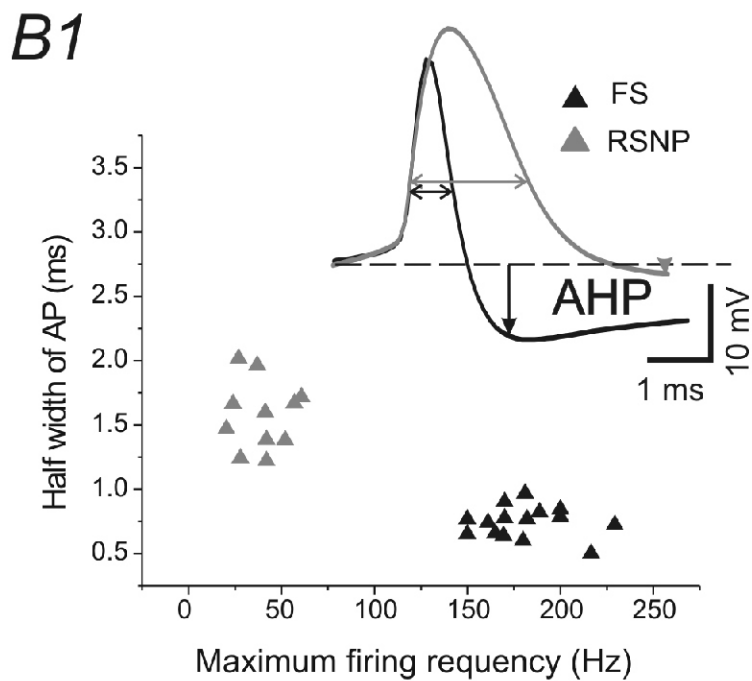 B1
FS
RSNP
3.5
3.0
2.5
2.0
1.5
1.0
0.5
Half width of AP (ms)
AHP
10 mV
1 ms
0 50 100 150 200 250
Maximum firing requency (Hz)